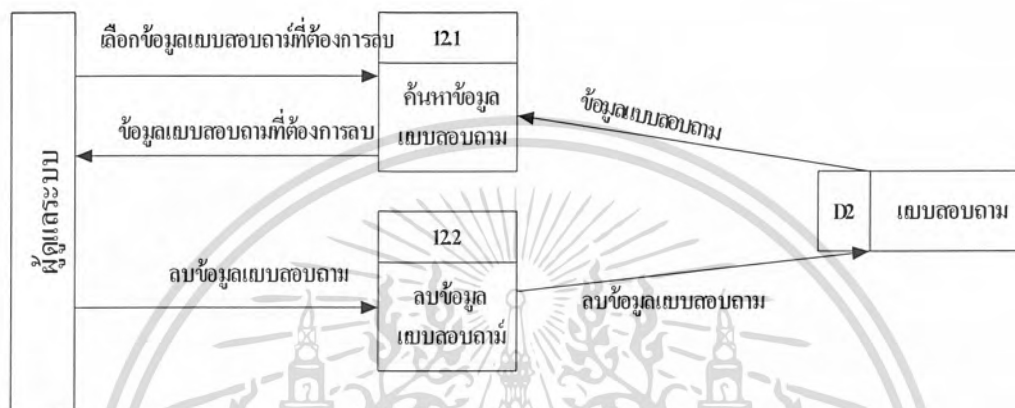 เลือกข้อมูลแบบสอบถาม์ที่ต้องการลบ
12.1
ค้นหาข้อมูล
แบบสอบถาม
ข้อมูลแบบสอบถาม
ข้อมูลแบบสอบถามที่ต้องการลบ
ผู้ดูแลระบบ
D2
แบบสอบถาม
12.2
ลบข้อมูลแบบสอบถาม
ลบข้อมูล
แบบสอบถาม์
ลบข้อมูลแบบสอบถาม